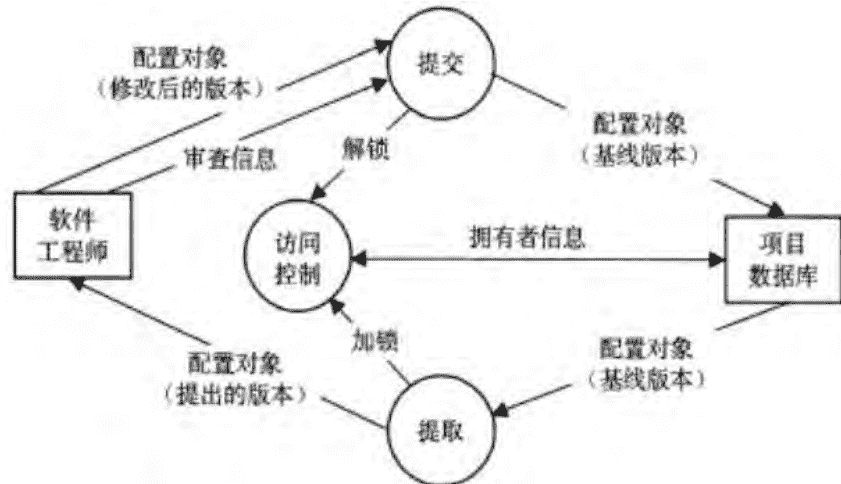 提交
配置对象
（修改后的版本）
配置对象
（基线版本）
审查信息
解锁
软件
工程师
访问
控制
拥有者信息
项目
数据库
加锁
配置对象
（提出的版本）
配置对象
（基线版本）
提取